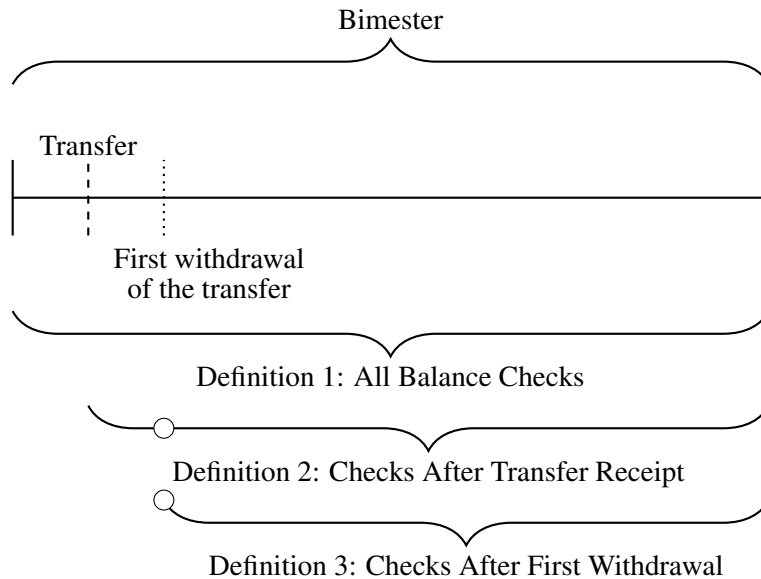 Bimester
Transfer
First withdrawal
of the transfer
Definition 1: All Balance Checks
Definition 2: Checks After Transfer Receipt
Definition 3: Checks After First Withdrawal